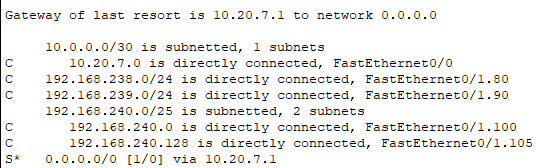 Gateway of last resort is 10.20.7.1 to network 0.0.0.0
10.0.0.0/30 is subnetted, 1 subnets
C 10.20.7.0 is directly connected, FastEthernet0/0
C 192.168.238.0/24 is directly connected, FastEthernet0/1.80
C 192.168.239.0/24 is directly connected, FastEthernet0/1.90
192.168.240.0/25 is subnetted, 2 subnets
C 192.168.240.0 is directly connected, FastEthernet0/1.100
C 192.168.240.128 is directly connected, FastEthernet0/1.105
S* 0.0.0.0/0 [1/0] via 10.20.7.1